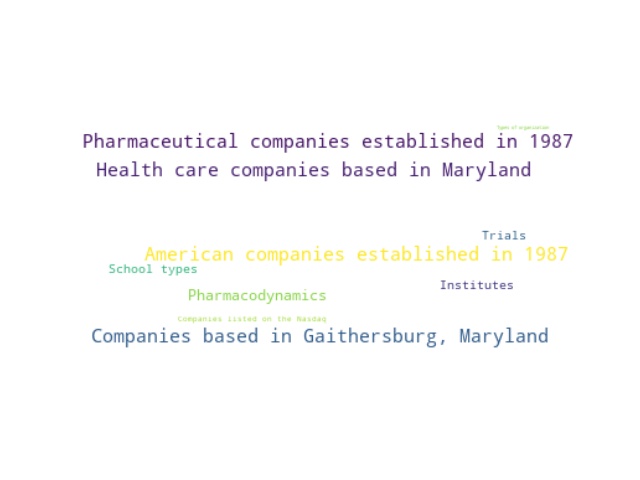 Types of organization
Pharmaceutical companies established in 1987
Health care companies based in Maryland
Trials
American companies established in 1987
School types
Institutes
Pharmacodynamics
Companies listed on the Nasdaq
Companies based in Gaithersburg, Maryland